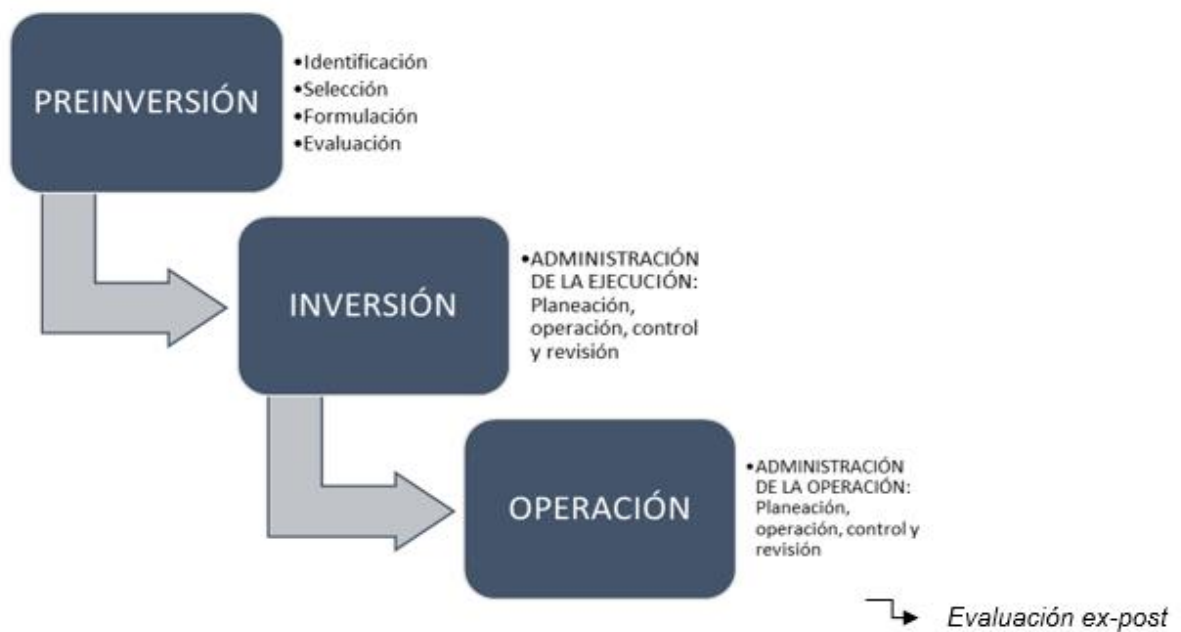 PREINVERSIÓN
•Identificación
•Selección
•Formulación
•Evaluación
INVERSIÓN
•ADMINISTRACIÓN
DE LA EJECUCIÓN:
Planeación,
operación, control
y revisión
OPERACIÓN
•ADMINISTRACIÓN
DE LA OPERACIÓN:
Planeación,
operación, control y
revisión
Evaluación ex-post